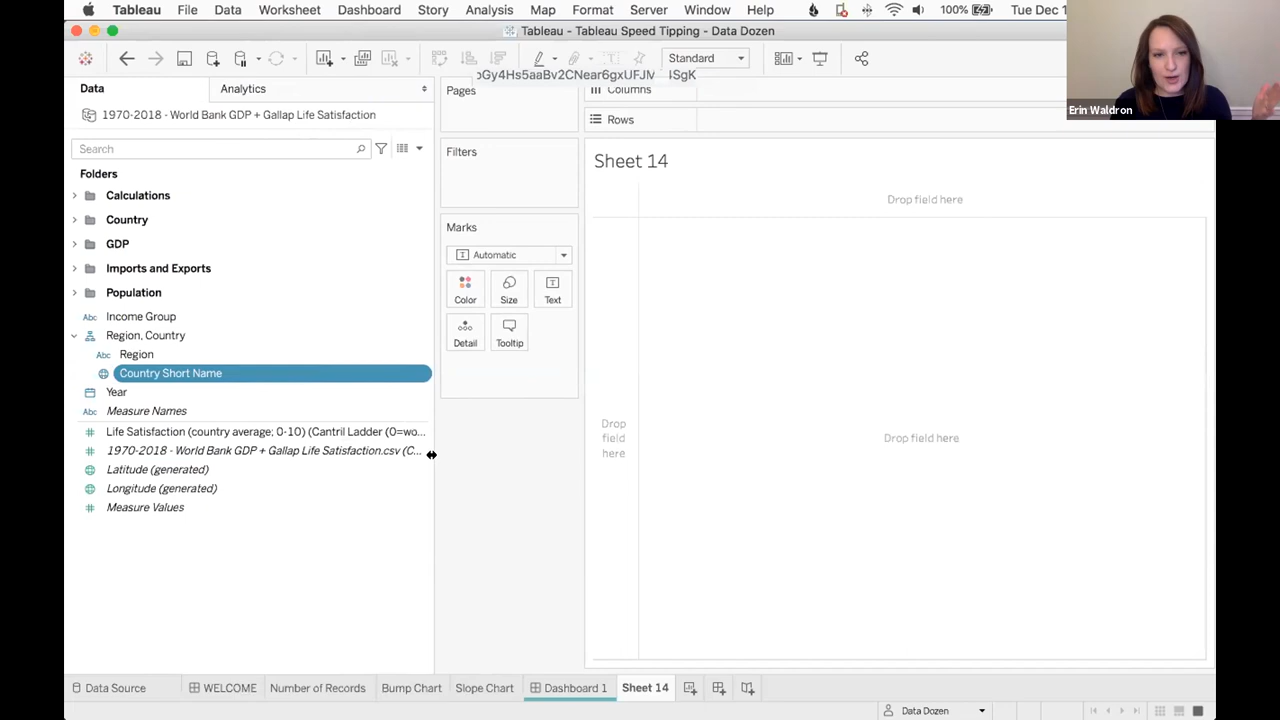 Tableau File Data Worksheet Dashboard Story Analysis Map Format Server Window Help 100% Tue Dec 1
Tableau - Tableau Speed Tipping - Data Dozen
Standard
Data Analytics
Pages
Columns
Erin Waldron
1970-2018 - World Bank GDP + Gallap Life Satisfaction
Rows
Search
Filters
Sheet 14
Folders
Calculations
Drop field here
Country
Marks
GDP
Automatic
Imports and Exports
Color Size Text
Population
Income Group
Region, Country
Detail Tooltip
Abc Region
Country Short Name
Year
Abc Measure Names
Life Satisfaction (country average; 0-10) (Cantril Ladder (0=wo...
Drop field here
Drop field here
1970-2018 - World Bank GDP + Gallap Life Satisfaction.csv (C...
Latitude (generated)
Longitude (generated)
Measure Values
Data Source WELCOME Number of Records Bump Chart Slope Chart Dashboard 1 Sheet 14
Data Dozen